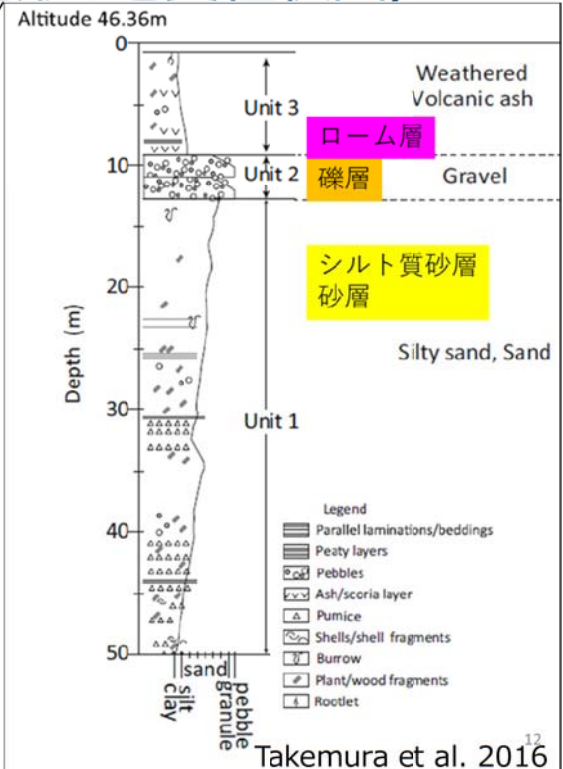 Altitude 46.36m
0
10
20
30
40
50
Depth (m)
Unit 3
Unit 2
Unit 1
ローム層
礫層
シルト質砂層
砂層
Weathered
Volcanic ash
Gravel
Silty sand, Sand
Legend
Parallel laminations/beddings
Peaty layers
Pebbles
Ash/scoria layer
Pumice
Shells/shell fragments
Burrow
Plant/wood fragments
Rootlet
clay
silt
sand
granule
pebble
12
Takemura et al. 2016